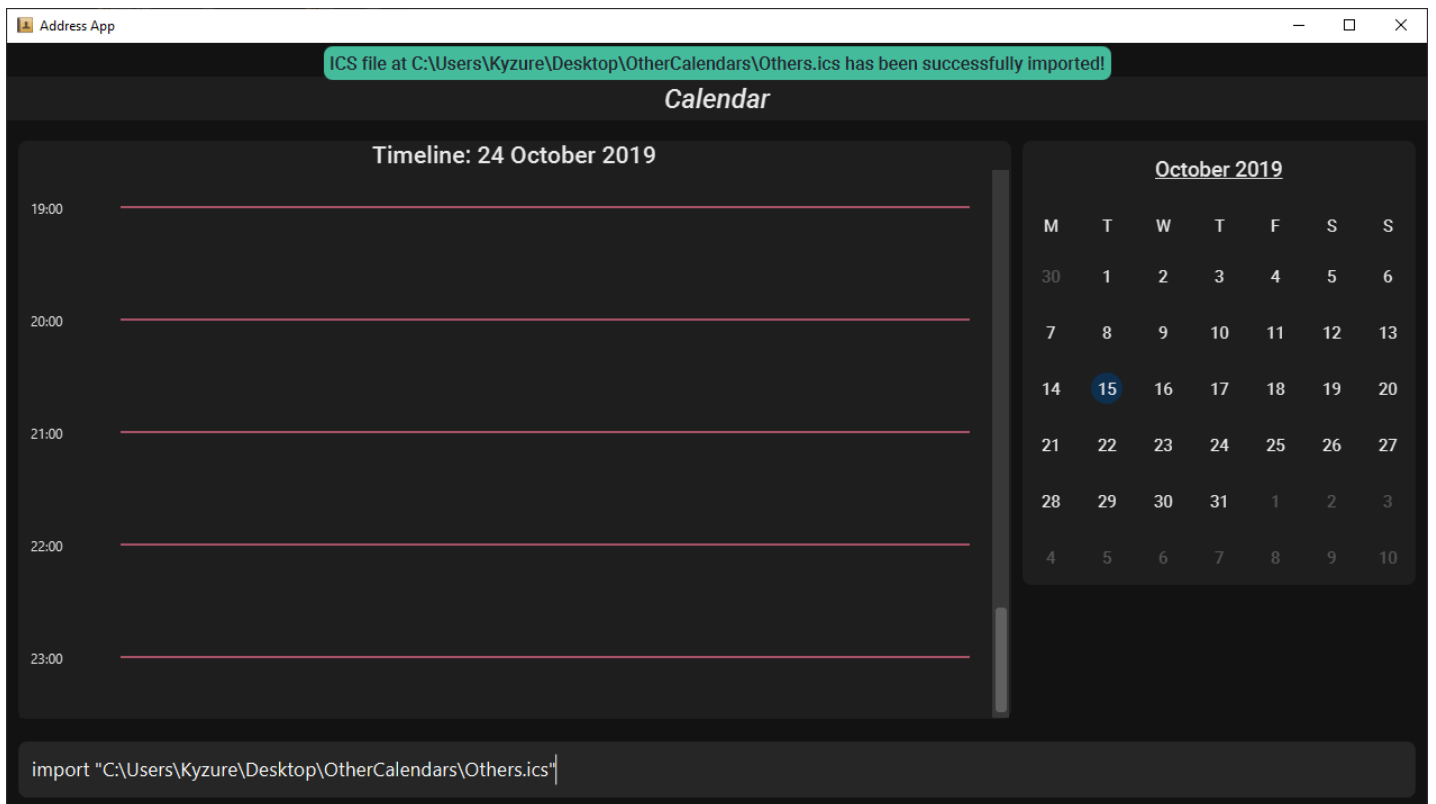 Address App
ICS file at C:\Users\Kyzure\Desktop\OtherCalendars\Others.ics has been successfully imported!
Calendar
Timeline: 24 October 2019
19:00
20:00
21:00
22:00
23:00
October 2019
M T W T F S S
30 1 2 3 4 5 6
7 8 9 10 11 12 13
14 15 16 17 18 19 20
21 22 23 24 25 26 27
28 29 30 31 1 2 3
4 5 6 7 8 9 10
import "C:\Users\Kyzure\Desktop\OtherCalendars\Others.ics"